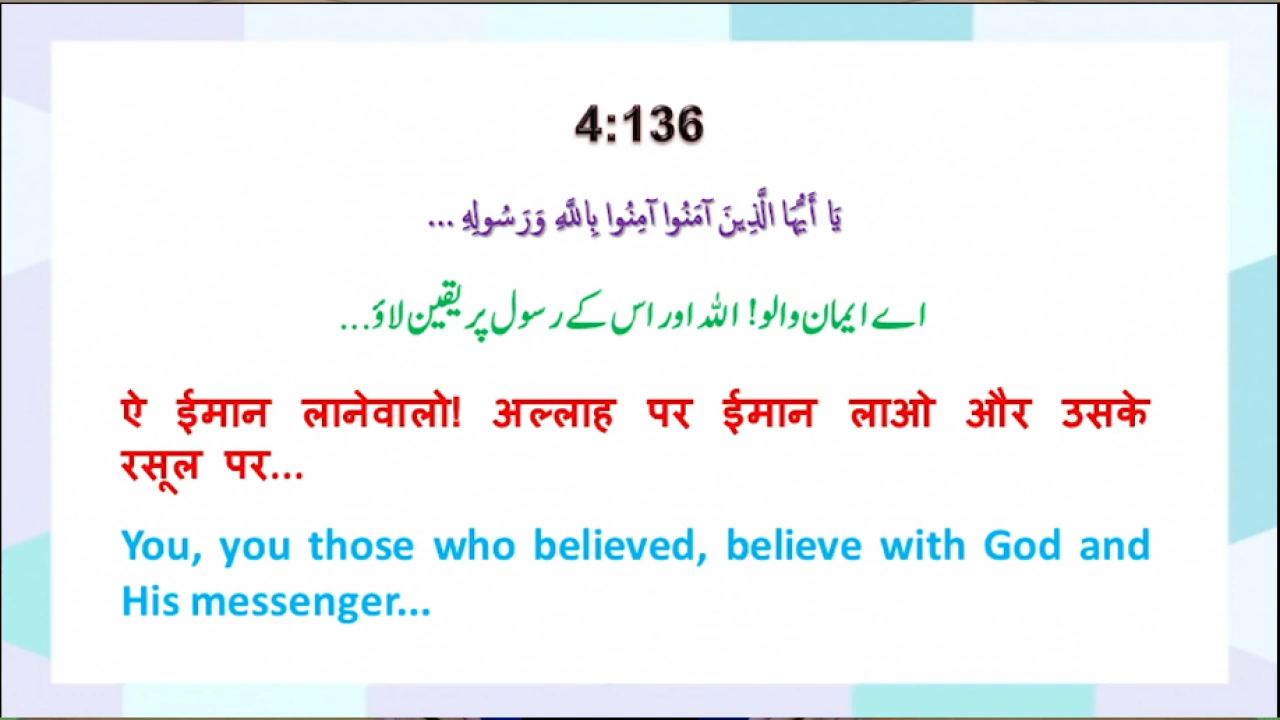 4:136
يَا أَيُّهَا الَّذِينَ آمَنُوا آمِنُوا بِاللَّهِ وَرَسُولِهِ ...
اے ایمان والو! اللہ اور اس کے رسول پر یقین لاؤ...
ऐ ईमान लानेवालो! अल्लाह पर ईमान लाओ और उसके
रसूल पर...
You, you those who believed, believe with God and
His messenger...